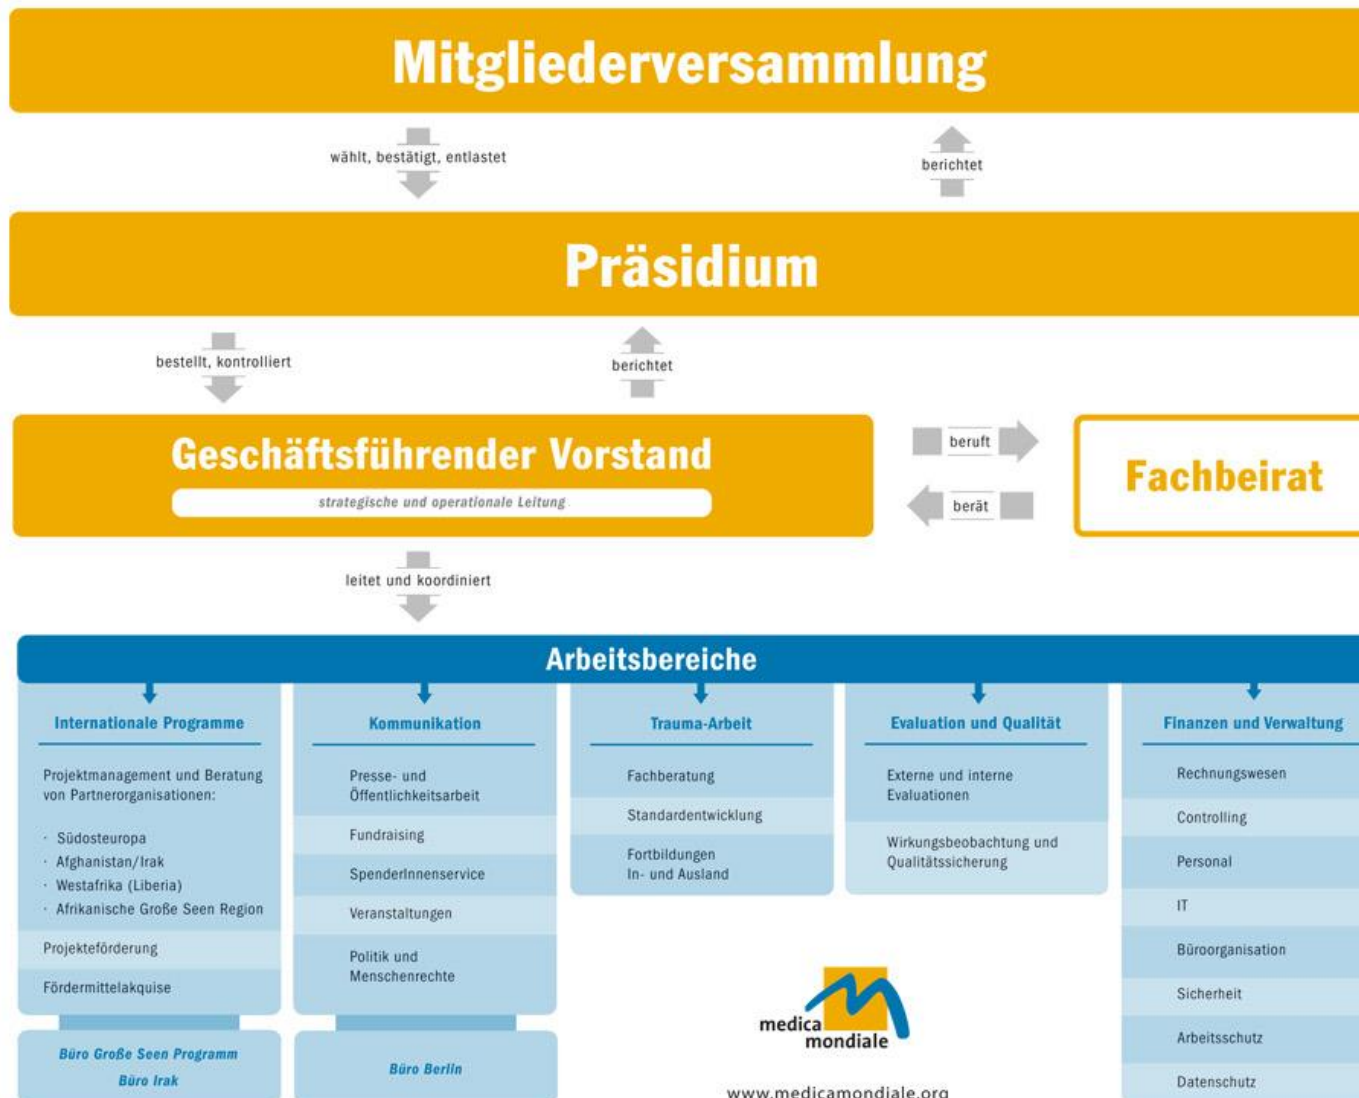 Mitgliederversammlung
wählt, bestätigt, entlastet
berichtet
Präsidium
bestellt, kontrolliert
berichtet
Geschäftsführender Vorstand
strategische und operationale Leitung
beruft
berät
Fachbeirat
leitet und koordiniert
Arbeitsbereiche
Internationale Programme
Projektmanagement und Beratung
von Partnerorganisationen:
· Südosteuropa
· Afghanistan/Irak
· Westafrika (Liberia)
· Afrikanische Große Seen Region
Projekteförderung
Fördermittelakquise
Büro Große Seen Programm
Büro Irak
Kommunikation
Presse- und
Öffentlichkeitsarbeit
Fundraising
SpenderInnenservice
Veranstaltungen
Politik und
Menschenrechte
Büro Berlin
Trauma-Arbeit
Fachberatung
Standardentwicklung
Fortbildungen
In- und Ausland
Evaluation und Qualität
Externe und interne
Evaluationen
Wirkungsbeobachtung und
Qualitätssicherung
Finanzen und Verwaltung
Rechnungswesen
Controlling
Personal
IT
Büroorganisation
Sicherheit
Arbeitsschutz
Datenschutz
medica
mondiale
www.medicamondiale.org